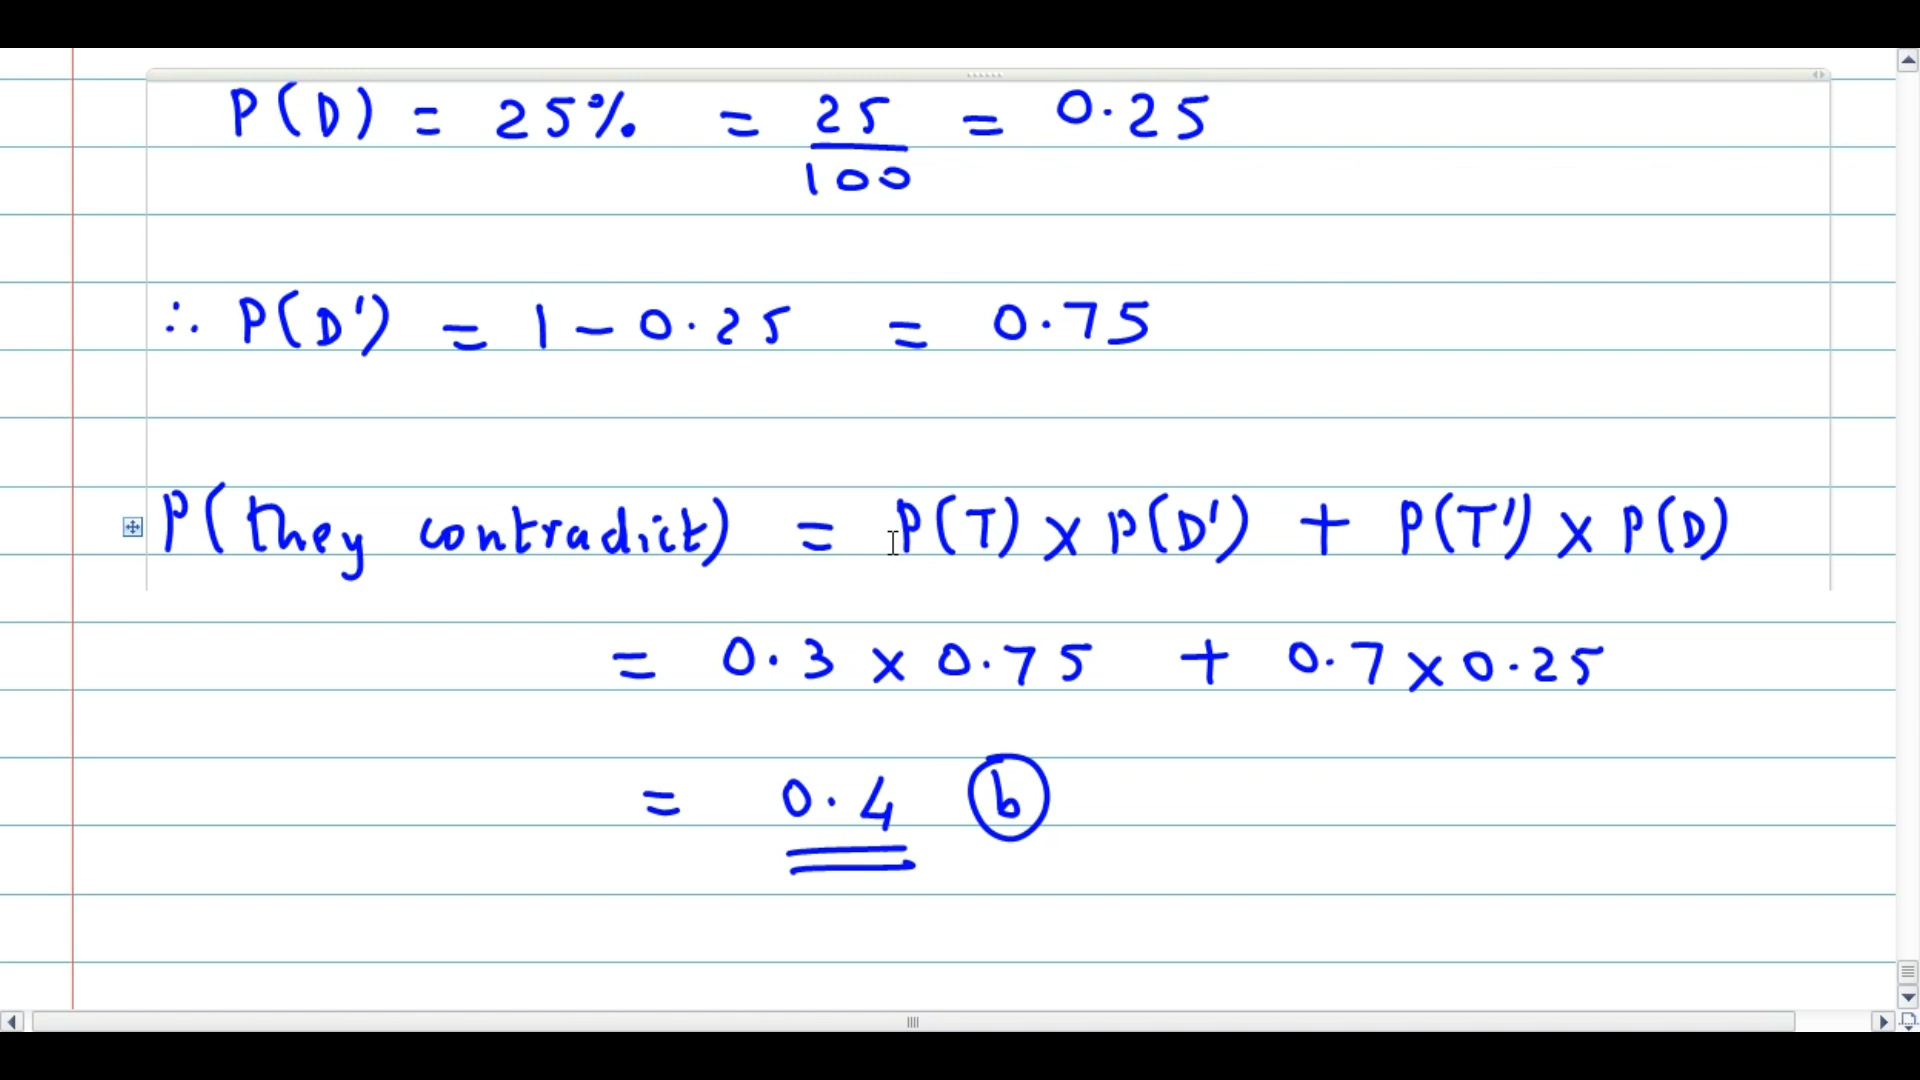 P(D) = 25% = 25/100 = 0.25
∴ P(D') = 1 - 0.25 = 0.75
P(they contradict) = P(T) x P(D') + P(T') x P(D)
= 0.3 x 0.75 + 0.7 x 0.25
= 0.4 b